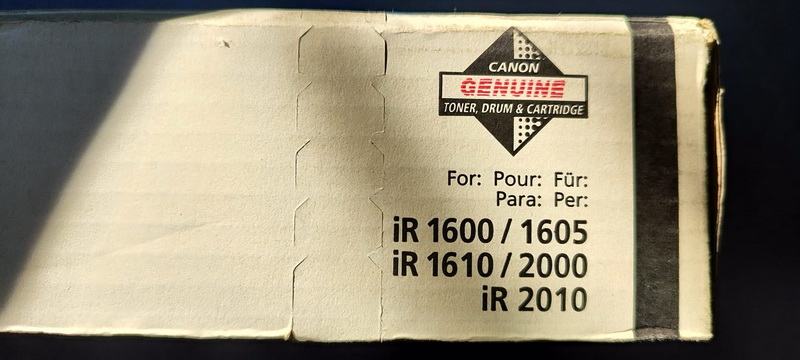 CANON
GENUINE
TONER, DRUM & CARTRIDGE
For: Pour: Für:
Para: Per:
iR 1600 / 1605
iR 1610 / 2000
iR 2010